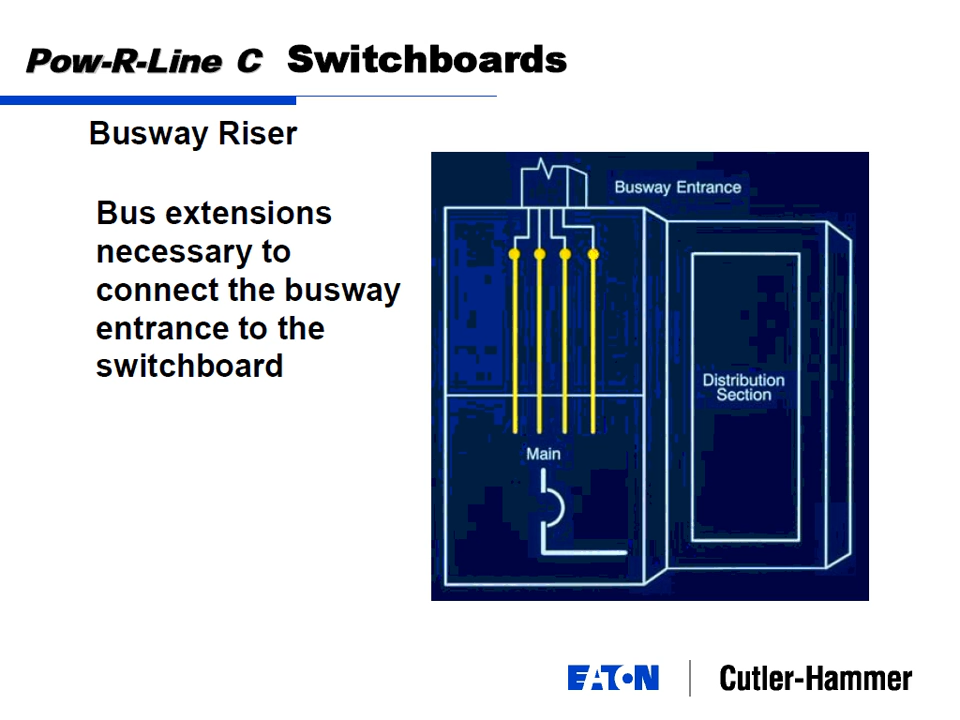 Pow-R-Line C Switchboards
Busway Riser
Bus extensions
necessary to
connect the busway
entrance to the
switchboard
Busway Entrance
Distribution
Section
Main
EATON Cutler-Hammer